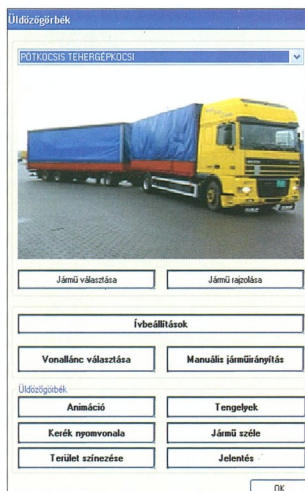 Üldözőgörbék
PÓTKOCSIS TEHERGÉPKOCSI
Jármű választása
Jármű rajzolása
Ívbeállítások
Vonallánc választása
Manuális járműirányítás
Üldözőgörbék
Animáció
Tengelyek
Kerék nyomvonala
Jármű széle
Terület színezése
Jelentés
OK